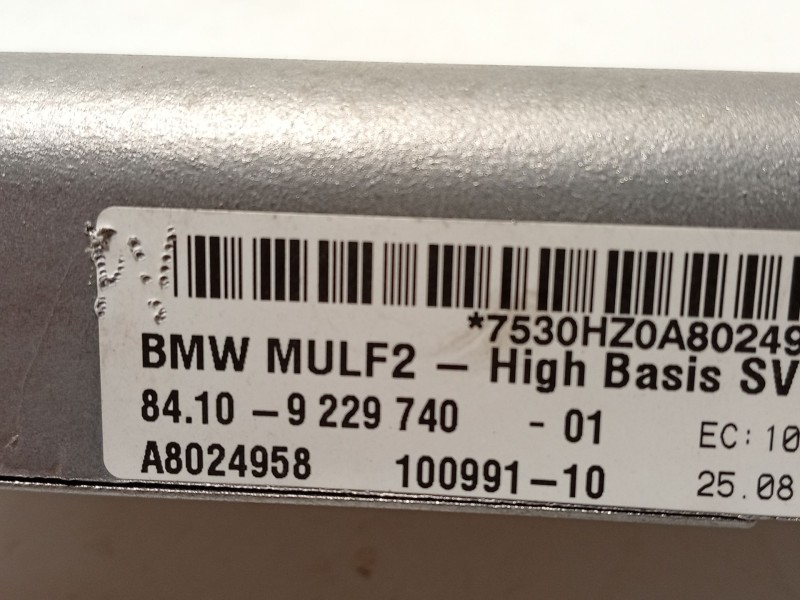 *7530HZ0A80249
BMW MULF2 – High Basis SV
84.10 – 9 229 740 - 01 EC: 10
A8024958 100991–10 25.08